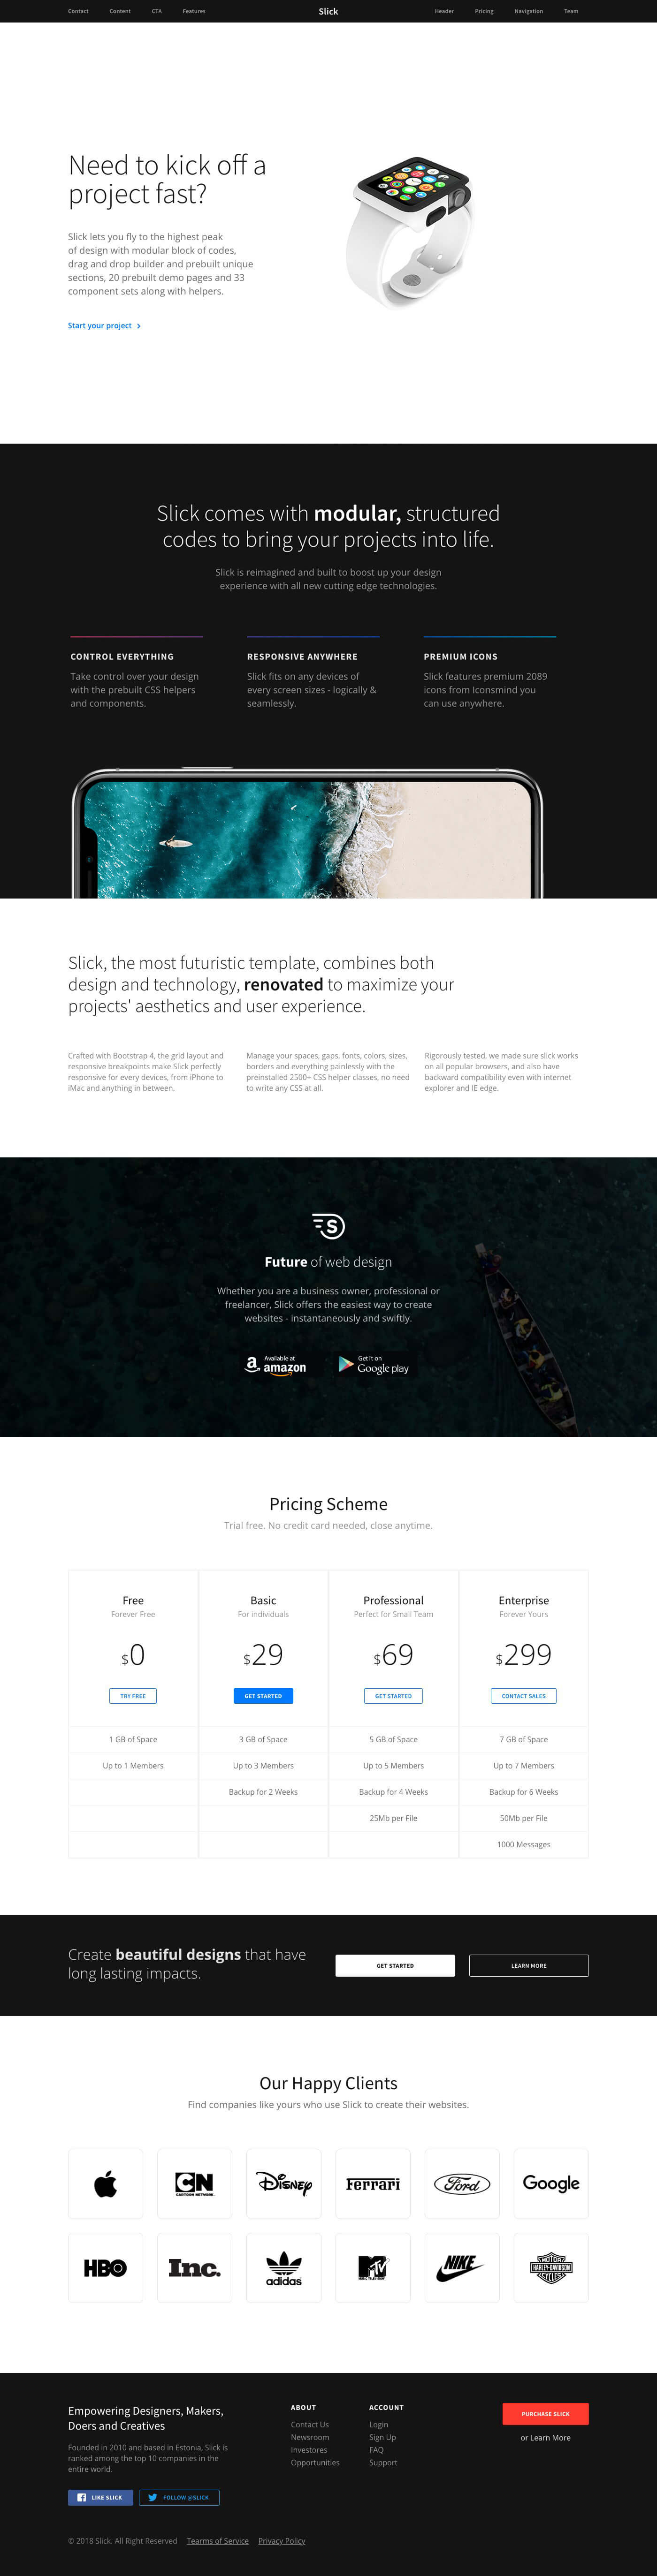 Contact Content CTA Features Slick Header Pricing Navigation Team
Need to kick off a
project fast?
Slick lets you fly to the highest peak
of design with modular block of codes,
drag and drop builder and prebuilt unique
sections, 20 prebuilt demo pages and 33
component sets along with helpers.
Start your project
Slick comes with modular, structured
codes to bring your projects into life.
Slick is reimagined and built to boost up your design
experience with all new cutting edge technologies.
CONTROL EVERYTHING
Take control over your design
with the prebuilt CSS helpers
and components.
RESPONSIVE ANYWHERE
Slick fits on any devices of
every screen sizes - logically &
seamlessly.
PREMIUM ICONS
Slick features premium 2089
icons from Iconsmind you
can use anywhere.
Slick, the most futuristic template, combines both
design and technology, renovated to maximize your
projects' aesthetics and user experience.
Crafted with Bootstrap 4, the grid layout and
responsive breakpoints make Slick perfectly
responsive for every devices, from iPhone to
iMac and anything in between.
Manage your spaces, gaps, fonts, colors, sizes,
borders and everything painlessly with the
preinstalled 2500+ CSS helper classes, no need
to write any CSS at all.
Rigorously tested, we made sure slick works
on all popular browsers, and also have
backward compatibility even with internet
explorer and IE edge.
S
Future of web design
Whether you are a business owner, professional or
freelancer, Slick offers the easiest way to create
websites - instantaneously and swiftly.
a Available at
amazon
Get It on
Google play
Pricing Scheme
Trial free. No credit card needed, close anytime.
Free
Forever Free
$0
TRY FREE
1 GB of Space
Up to 1 Members
Basic
For individuals
$29
GET STARTED
3 GB of Space
Up to 3 Members
Backup for 2 Weeks
Professional
Perfect for Small Team
$69
GET STARTED
5 GB of Space
Up to 5 Members
Backup for 4 Weeks
25Mb per File
Enterprise
Forever Yours
$299
CONTACT SALES
7 GB of Space
Up to 7 Members
Backup for 6 Weeks
50Mb per File
1000 Messages
Create beautiful designs that have
long lasting impacts.
GET STARTED
LEARN MORE
Our Happy Clients
Find companies like yours who use Slick to create their websites.
CN
CARTOON NETWORK
Disney
Ferrari
Ford
Google
HBO
Inc.
adidas
MTV
MUSIC TELEVISION
NIKE
MOTOR
HARLEY-DAVIDSON
CYCLES
Empowering Designers, Makers,
Doers and Creatives
Founded in 2010 and based in Estonia, Slick is
ranked among the top 10 companies in the
entire world.
LIKE SLICK
FOLLOW @SLICK
ABOUT
Contact Us
Newsroom
Investores
Opportunities
ACCOUNT
Login
Sign Up
FAQ
Support
PURCHASE SLICK
or Learn More
© 2018 Slick. All Right Reserved Tearms of Service Privacy Policy